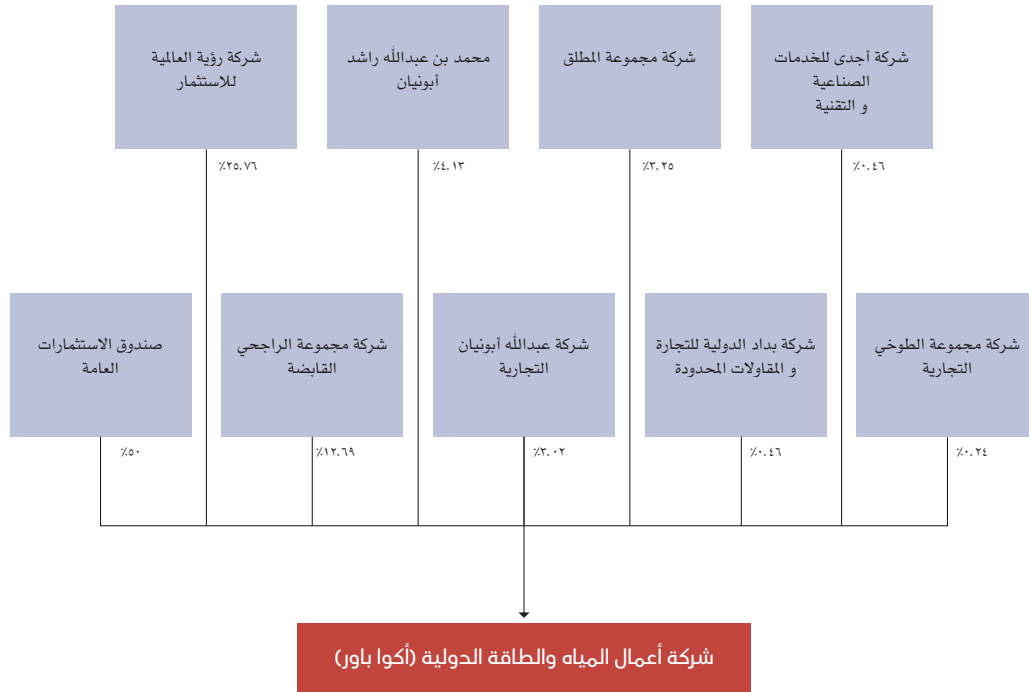 شركة أجدى للخدمات
الصناعية
و التقنية
٪٠.٤٦
شركة مجموعة المطلق
٪٣.٢٥
محمد بن عبدالله راشد
أبونيان
٪٤.١٣
شركة رؤية العالمية
للاستثمار
٪٢٥.٧٦
شركة مجموعة الطوخي
التجارية
٪٠.٢٤
شركة بداد الدولية للتجارة
و المقاولات المحدودة
٪٠.٤٦
شركة عبدالله أبونيان
التجارية
٪٣.٠٢
شركة مجموعة الراجحي
القابضة
٪١٢.٦٩
صندوق الاستثمارات
العامة
٪٥٠
شركة أعمال المياه والطاقة الدولية (أكوا باور)